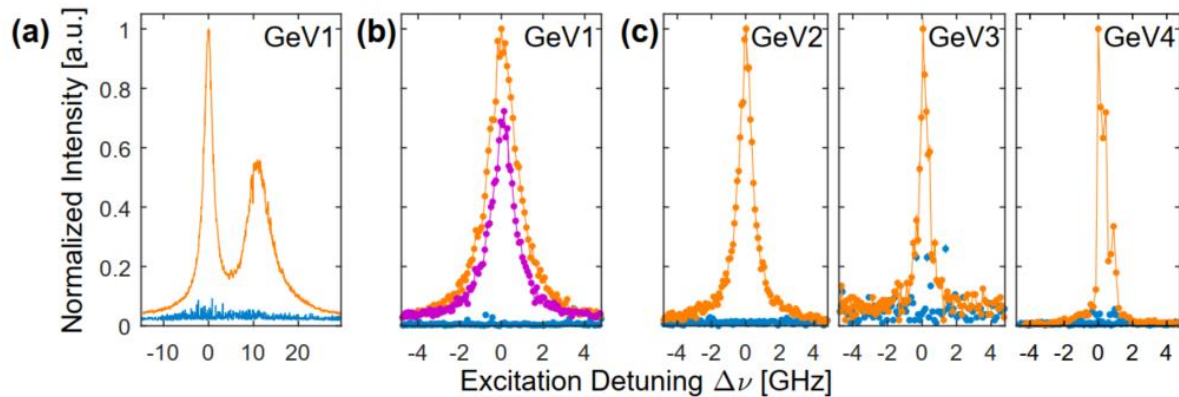 (a) GeV1 (b) GeV1 (c) GeV2 GeV3 GeV4
Normalized Intensity [a.u.]
1
0.8
0.6
0.4
0.2
0
-10 0 10 20 -4 -2 0 2 4 -4 -2 0 2 4 -4 -2 0 2 4 -4 -2 0 2 4
Excitation Detuning Δν [GHz]